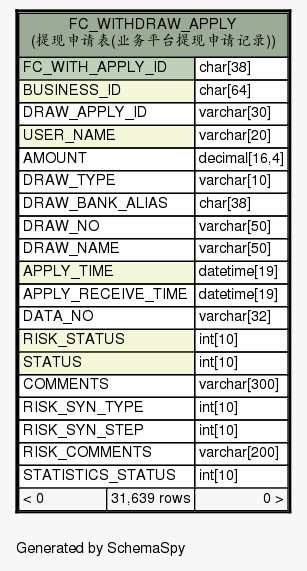 FC_WITHDRAW_APPLY
(提现申请表(业务平台提现申请记录))
FC_WITH_APPLY_ID char[38]
BUSINESS_ID char[64]
DRAW_APPLY_ID varchar[30]
USER_NAME varchar[20]
AMOUNT decimal[16,4]
DRAW_TYPE varchar[10]
DRAW_BANK_ALIAS char[38]
DRAW_NO varchar[50]
DRAW_NAME varchar[50]
APPLY_TIME datetime[19]
APPLY_RECEIVE_TIME datetime[19]
DATA_NO varchar[32]
RISK_STATUS int[10]
STATUS int[10]
COMMENTS varchar[300]
RISK_SYN_TYPE int[10]
RISK_SYN_STEP int[10]
RISK_COMMENTS varchar[200]
STATISTICS_STATUS int[10]
< 0 31,639 rows 0 >
Generated by SchemaSpy